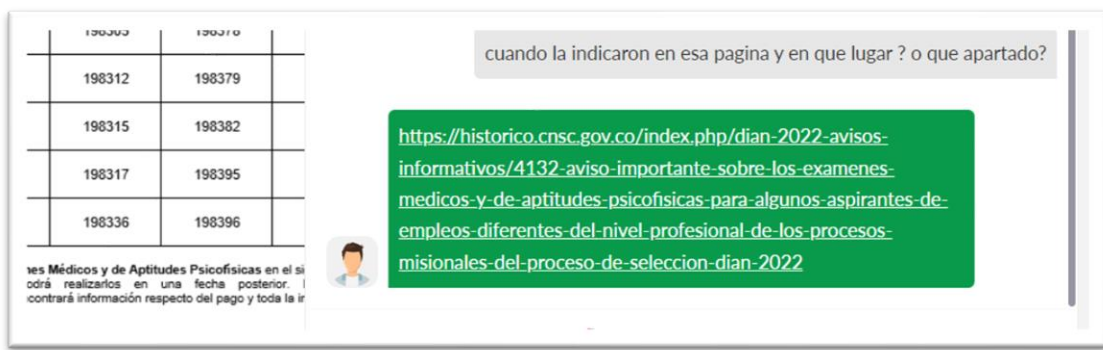 198305 198378
198312 198379
198315 198382
198317 198395
198336 198396
nes Médicos y de Aptitudes Psicofísicas en el si
odrá realizarlos en una fecha posterior.
contrará información respecto del pago y toda la in
cuando la indicaron en esa pagina y en que lugar ? o que apartado?
https://historico.cnsc.gov.co/index.php/dian-2022-avisos-
informativos/4132-aviso-importante-sobre-los-examenes-
medicos-y-de-aptitudes-psicofisicas-para-algunos-aspirantes-de-
empleos-diferentes-del-nivel-profesional-de-los-procesos-
misionales-del-proceso-de-seleccion-dian-2022